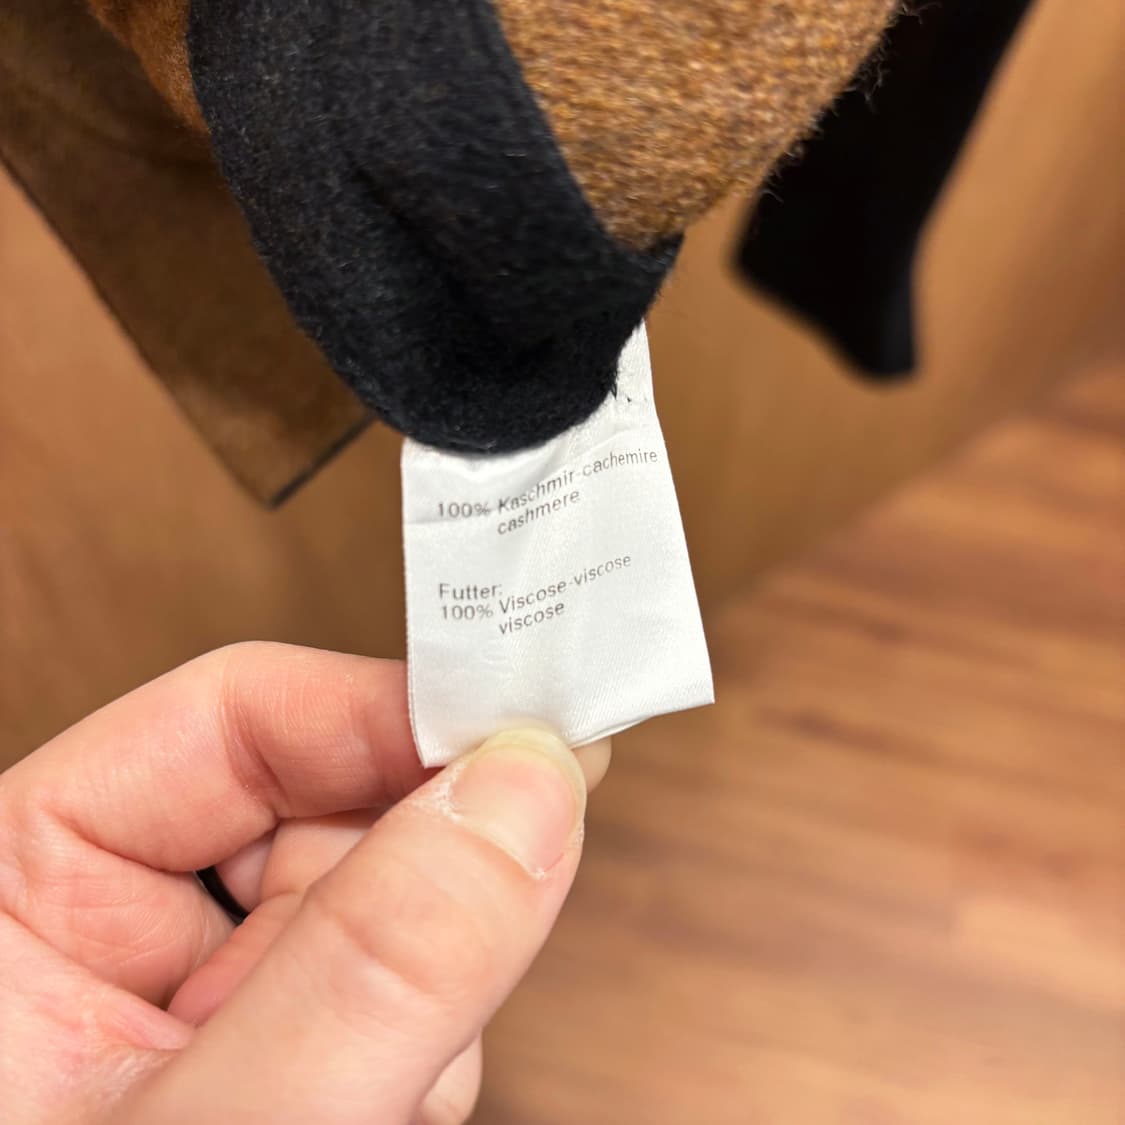 100% Kaschmir-cachemire
cashmere
Futter:
100% Viscose-viscose
viscose